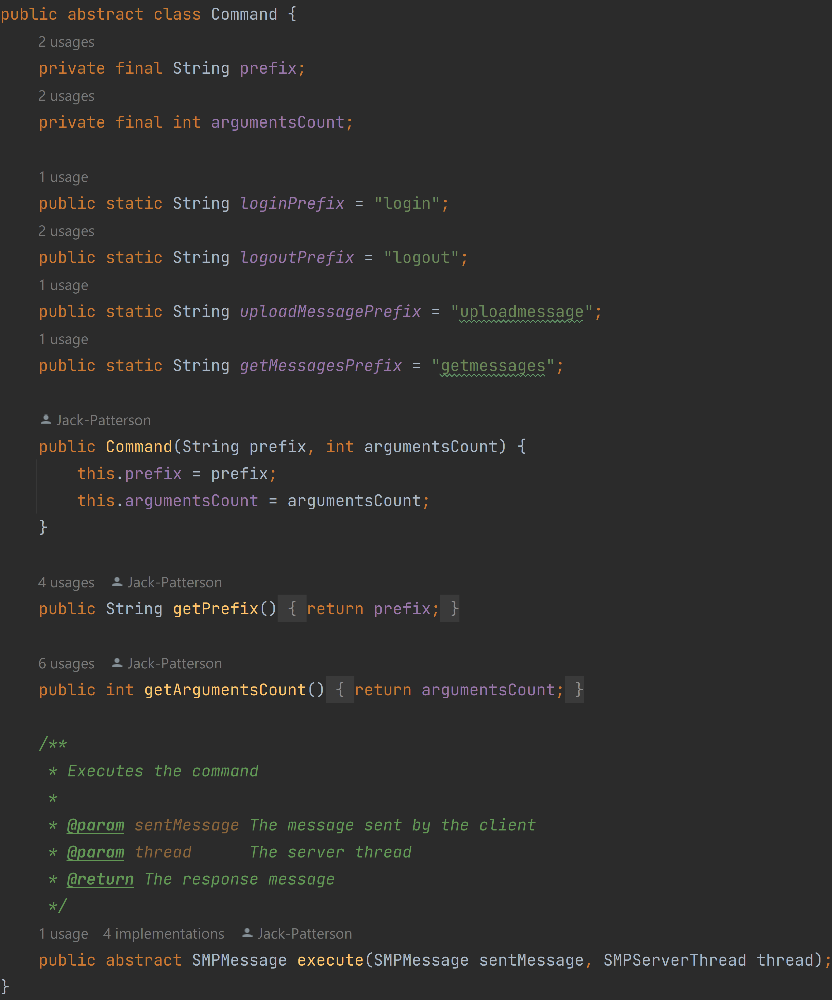 public abstract class Command {
2 usages
private final String prefix;
2 usages
private final int argumentsCount;
1 usage
public static String loginPrefix = "login";
2 usages
public static String logoutPrefix = "logout";
1 usage
public static String uploadMessagePrefix = "uploadmessage";
1 usage
public static String getMessagesPrefix = "getmessages";
Jack-Patterson
public Command(String prefix, int argumentsCount) {
this.prefix = prefix;
this.argumentsCount = argumentsCount;
}
4 usages Jack-Patterson
public String getPrefix() { return prefix; }
6 usages Jack-Patterson
public int getArgumentsCount() { return argumentsCount; }
/**
* Executes the command
*
* @param sentMessage The message sent by the client
* @param thread The server thread
* @return The response message
*/
1 usage 4 implementations Jack-Patterson
public abstract SMPMessage execute(SMPMessage sentMessage, SMPServerThread thread);
}